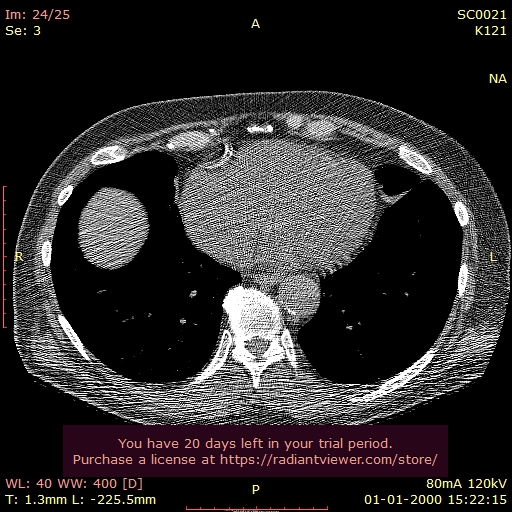 Im: 24/25
Se: 3
A
SC0021
K121
NA
R
L
You have 20 days left in your trial period.
Purchase a license at https://radiantviewer.com/store/
WL: 40 WW: 400 [D]
T: 1.3mm L: -225.5mm
P
80mA 120kV
01-01-2000 15:22:15